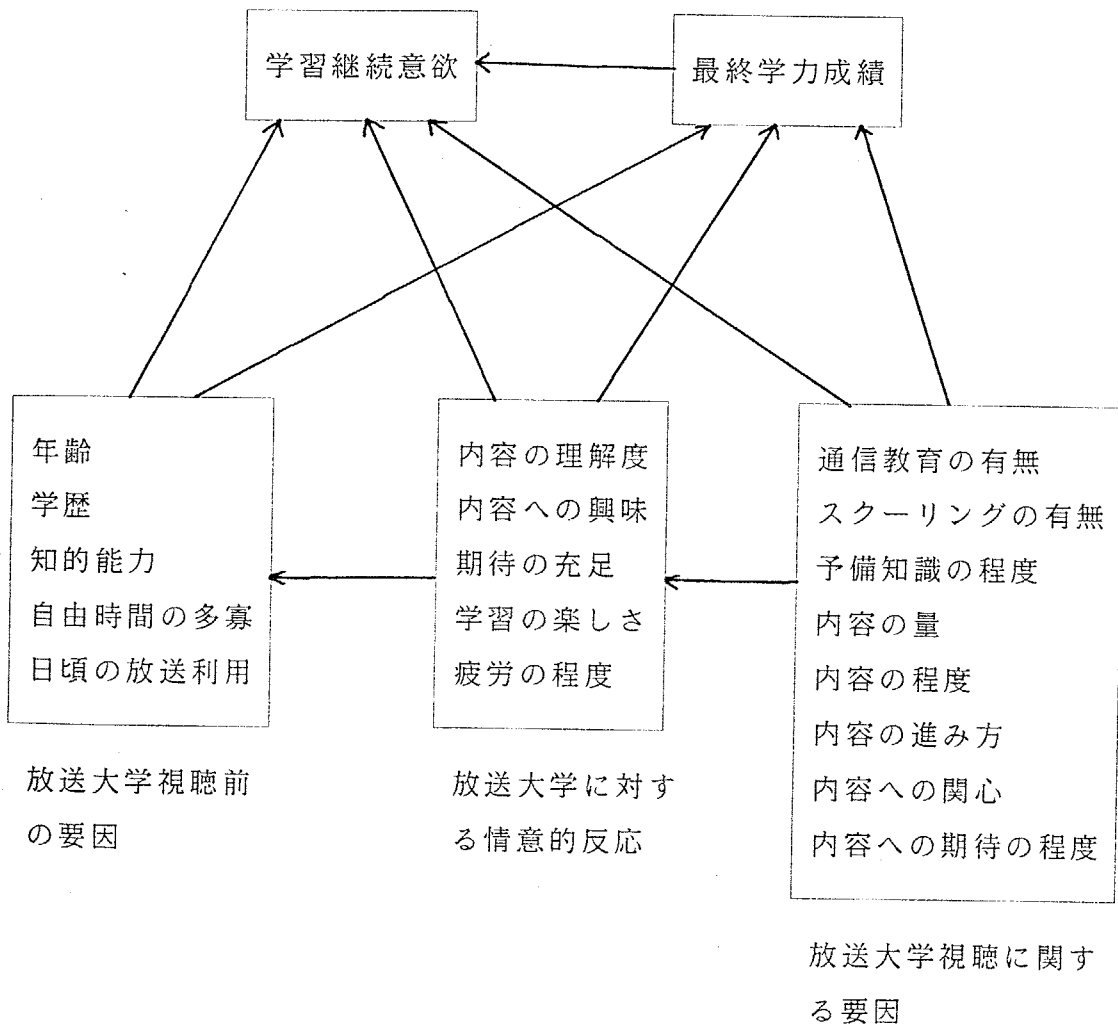 学習継続意欲
最終学力成績
年齢
学歴
知的能力
自由時間の多寡
日頃の放送利用
放送大学視聴前
の要因
内容の理解度
内容への興味
期待の充足
学習の楽しさ
疲労の程度
放送大学に対す
る情意的反応
通信教育の有無
スクーリングの有無
予備知識の程度
内容の量
内容の程度
内容の進み方
内容への関心
内容への期待の程度
放送大学視聴に関す
る要因